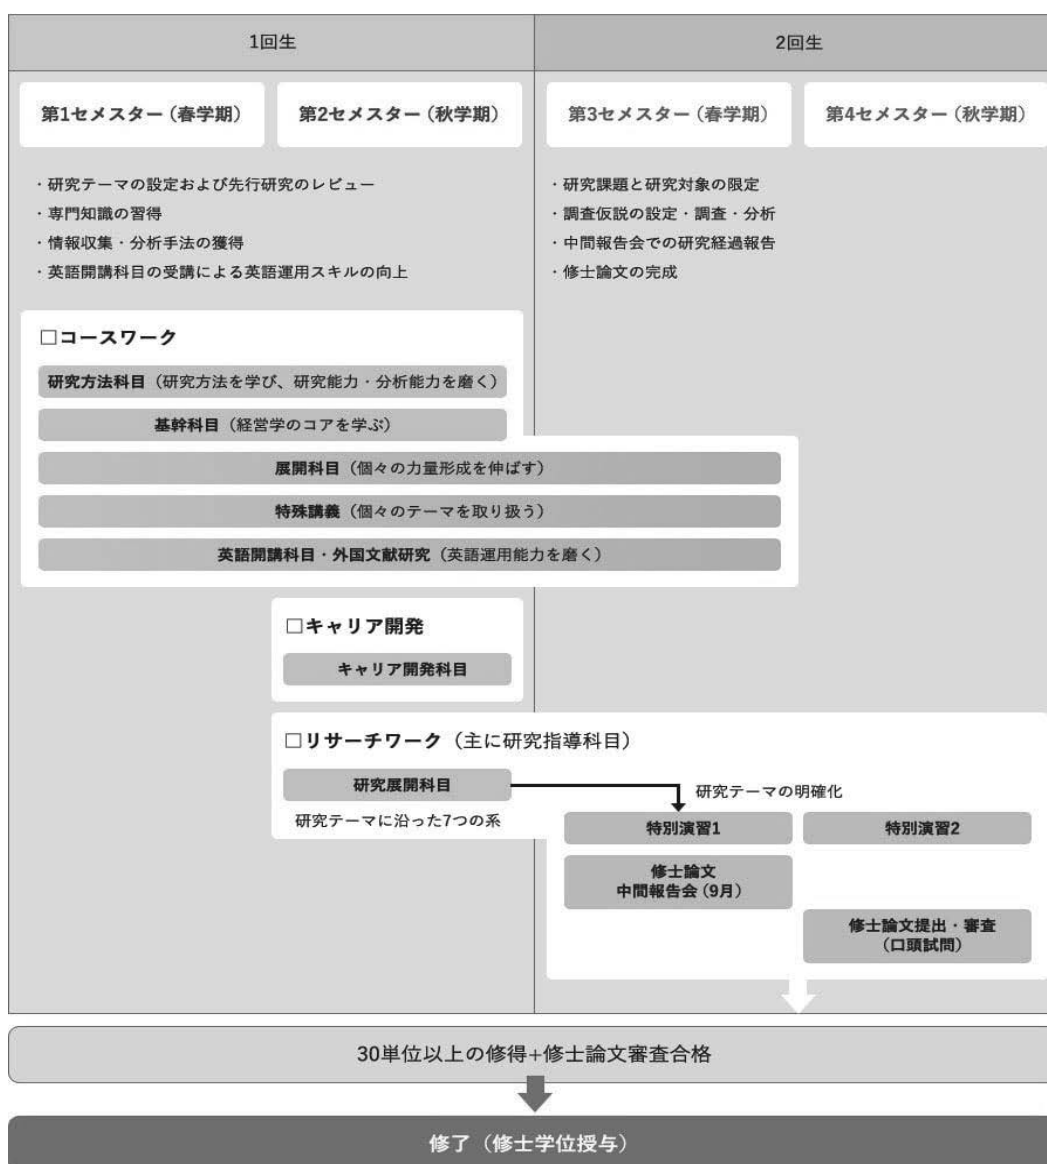 1回生
2回生
第1セメスター（春学期）
第2セメスター（秋学期）
第3セメスター（春学期）
第4セメスター（秋学期）
・研究テーマの設定および先行研究のレビュー
・専門知識の習得
・情報収集・分析手法の獲得
・英語開講科目の受講による英語運用スキルの向上
・研究課題と研究対象の限定
・調査仮説の設定・調査・分析
・中間報告会での研究経過報告
・修士論文の完成
□コースワーク
研究方法科目（研究方法を学び、研究能力・分析能力を磨く）
基幹科目（経営学のコアを学ぶ）
展開科目（個々の力量形成を伸ばす）
特殊講義（個々のテーマを取り扱う）
英語開講科目・外国文献研究（英語運用能力を磨く）
□キャリア開発
キャリア開発科目
□リサーチワーク（主に研究指導科目）
研究展開科目
研究テーマに沿った7つの系
研究テーマの明確化
特別演習1
特別演習2
修士論文
中間報告会（9月）
修士論文提出・審査
（口頭試問）
30単位以上の修得+修士論文審査合格
修了（修士学位授与）